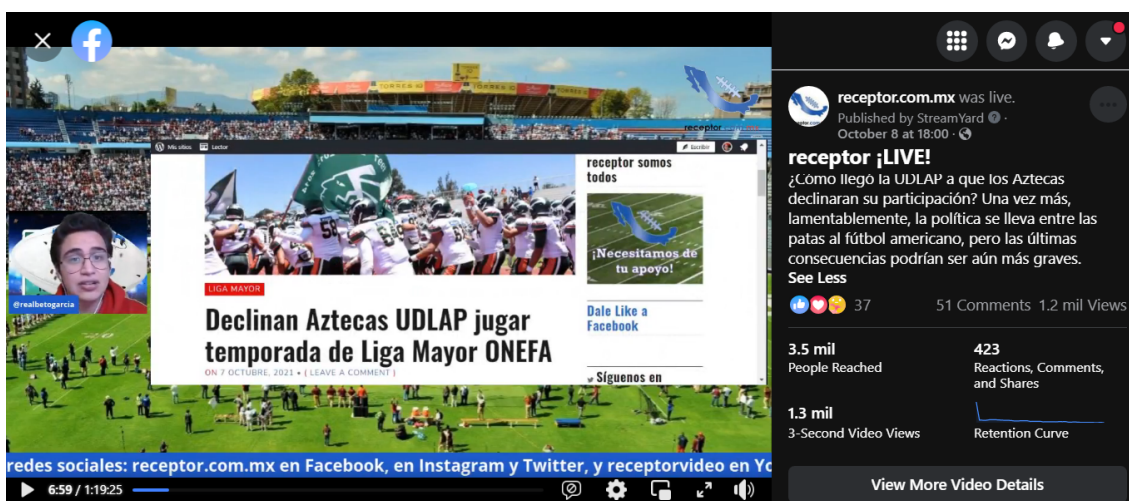 TORRES 10
receptor.com.mx
Mis sitios
Lector
Escribir
receptor somos
todos
¡Necesitamos de
tu apoyo!
LIGA MAYOR
Declinan Aztecas UDLAP jugar
temporada de Liga Mayor ONEFA
ON 7 OCTUBRE, 2021 • ( LEAVE A COMMENT )
Dale Like a
Facebook
Síguenos en
@realbetogarcia
redes sociales: receptor.com.mx en Facebook, en Instagram y Twitter, y receptorvideo en Yo
6:59 / 1:19:25
receptor.com.mx was live.
Published by StreamYard
October 8 at 18:00
receptor ¡LIVE!
¿Cómo llegó la UDLAP a que los Aztecas
declinaran su participación? Una vez más,
lamentablemente, la política se lleva entre las
patas al fútbol americano, pero las últimas
consecuencias podrían ser aún más graves.
See Less
37
51 Comments 1.2 mil Views
3.5 mil
People Reached
423
Reactions, Comments,
and Shares
1.3 mil
3-Second Video Views
Retention Curve
View More Video Details